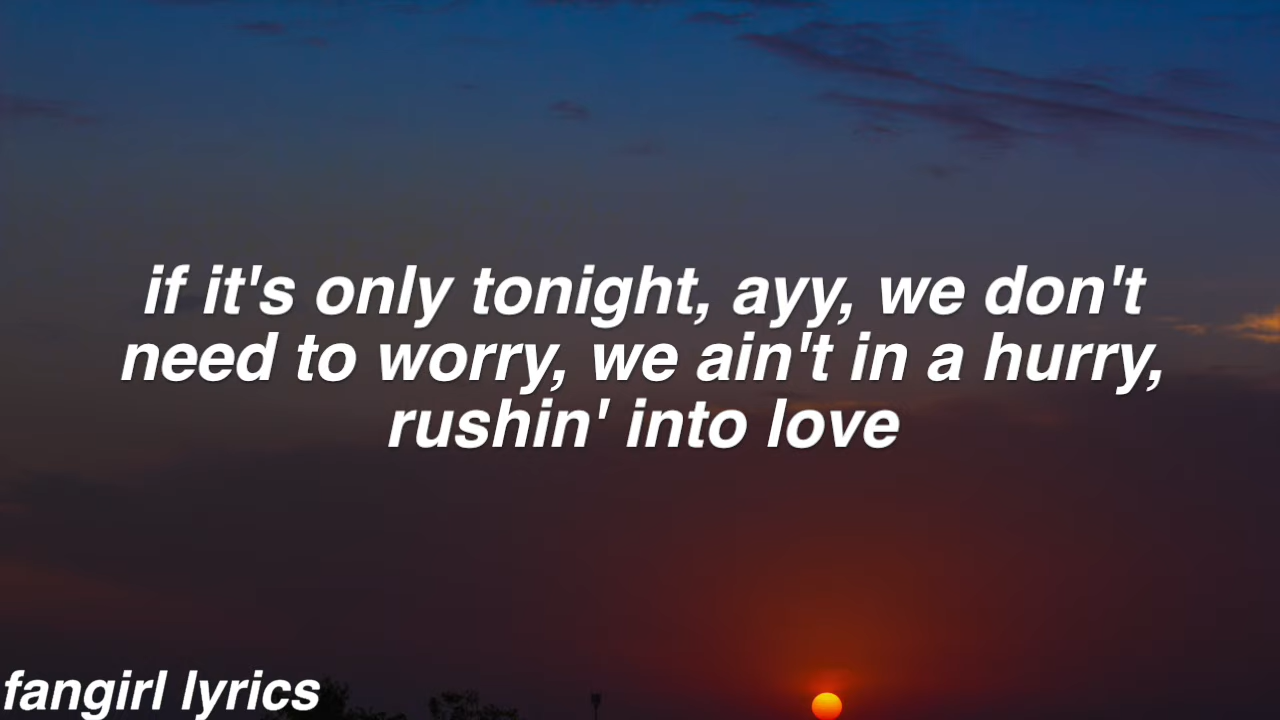 if it's only tonight, ayy, we don't
need to worry, we ain't in a hurry,
rushin' into love
fangirl lyrics